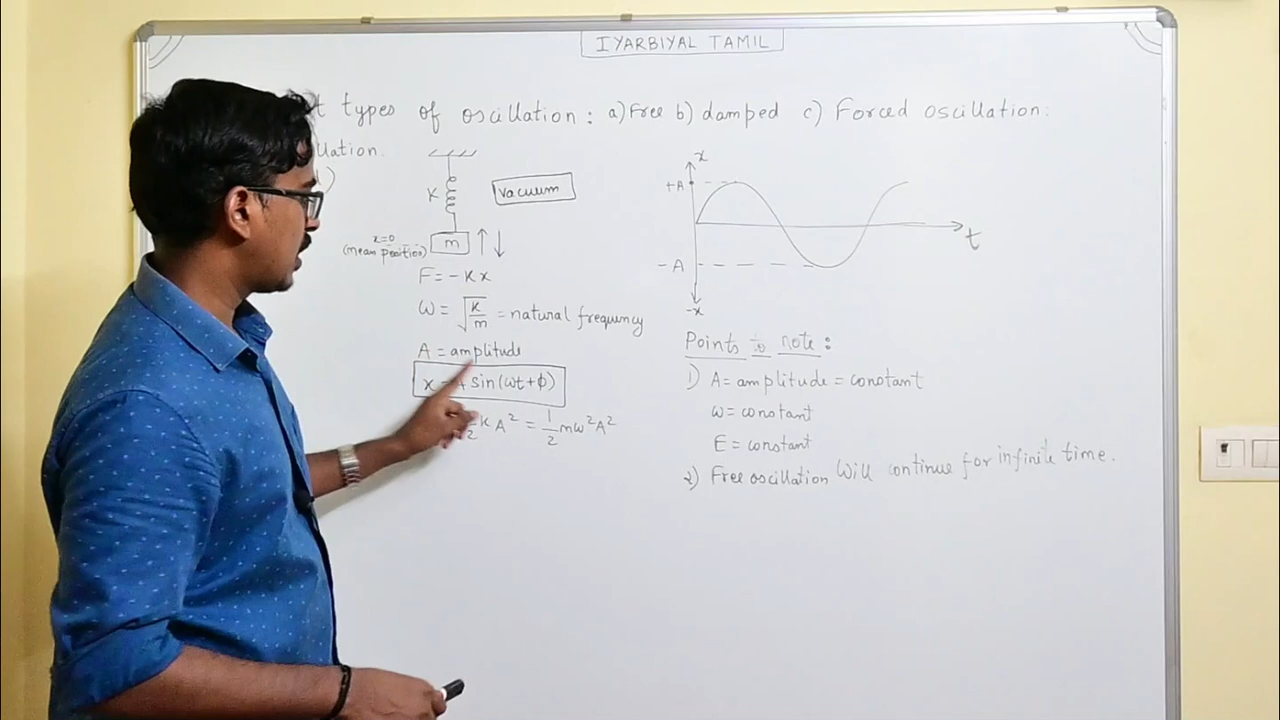 IYARBIYAL TAMIL
types of oscillation: a) Free b) damped c) Forced oscillation:
K
vacuum
x=0
(mean position)
m
F = -Kx
ω = √(K/m) = natural frequency
A = amplitude
sin(ωt+φ)
KA² = 1/2 mω²A²
x
+A
t
-A
-x
Points to note:
1) A = amplitude = constant
ω = constant
E = constant
2) Free oscillation will continue for infinite time.